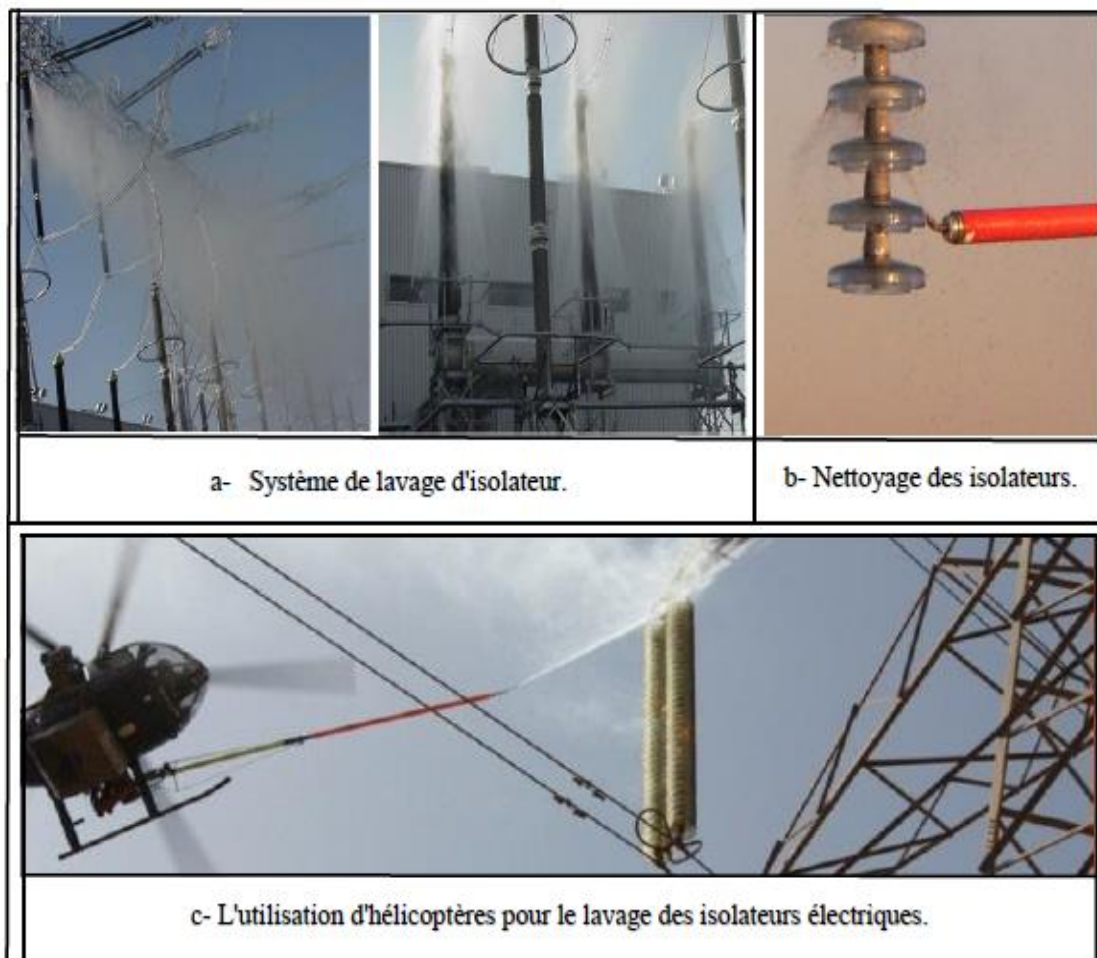 a- Système de lavage d'isolateur.
b- Nettoyage des isolateurs.
c- L'utilisation d'hélicoptères pour le lavage des isolateurs électriques.